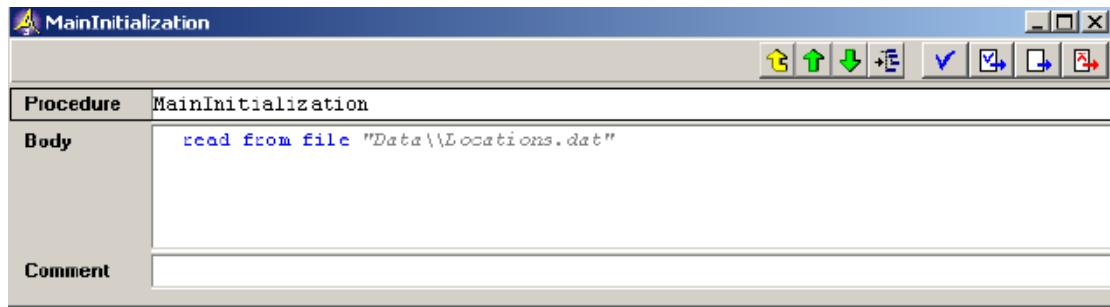 MainInitialization
Procedure MainInitialization
Body read from file "Data\\Locations.dat"
Comment